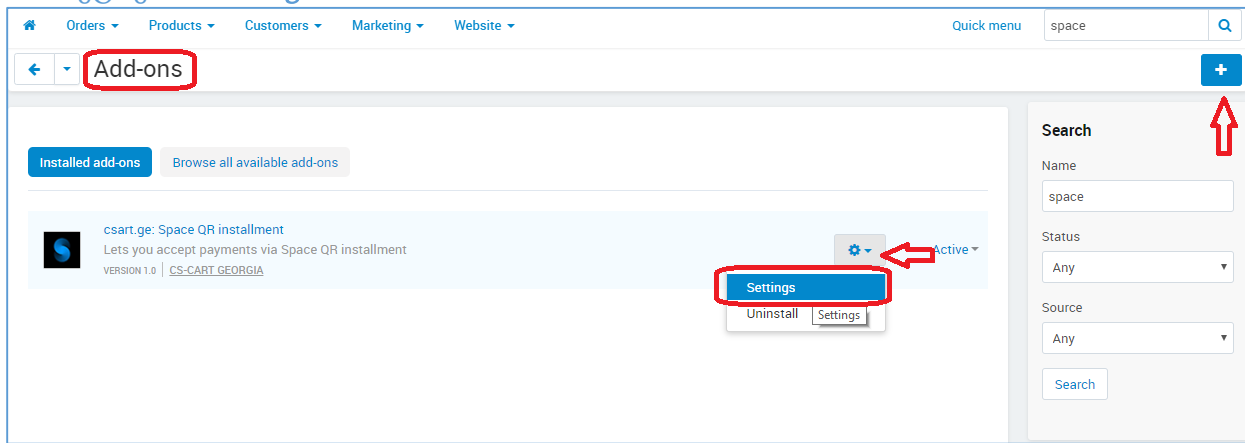 Orders Products Customers Marketing Website Quick menu space
Add-ons
Installed add-ons Browse all available add-ons
csart.ge: Space QR installment
Lets you accept payments via Space QR installment
VERSION 1.0 CS-CART GEORGIA
Active
Settings
Uninstall Settings
Search
Name
space
Status
Any
Source
Any
Search